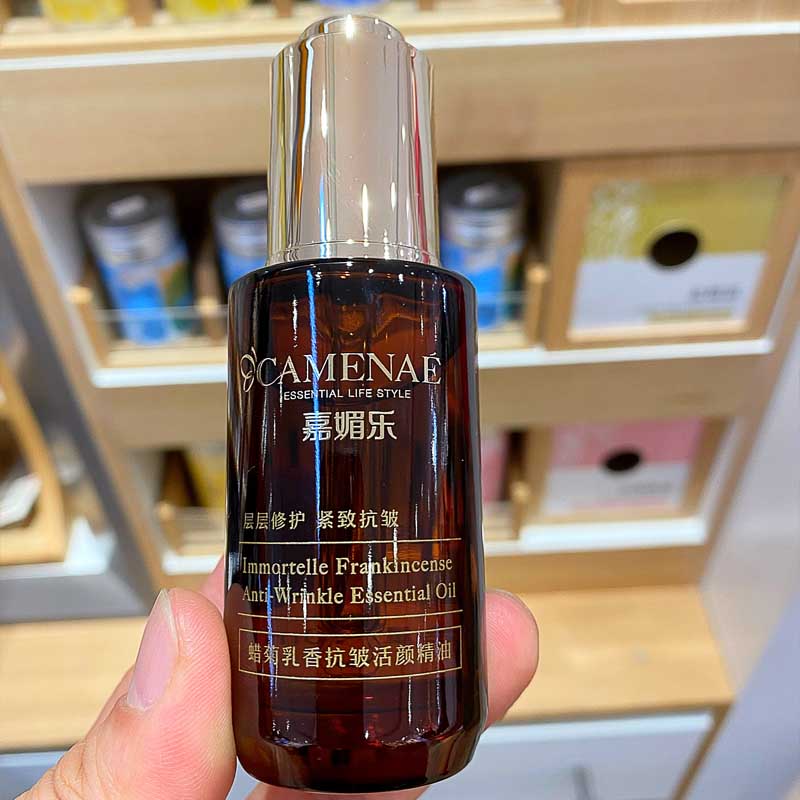 CAMENAÉ
ESSENTIAL LIFE STYLE
嘉媚乐
层层修护 紧致抗皱
Immortelle Frankincense
Anti-Wrinkle Essential Oil
蜡菊乳香抗皱活颜精油